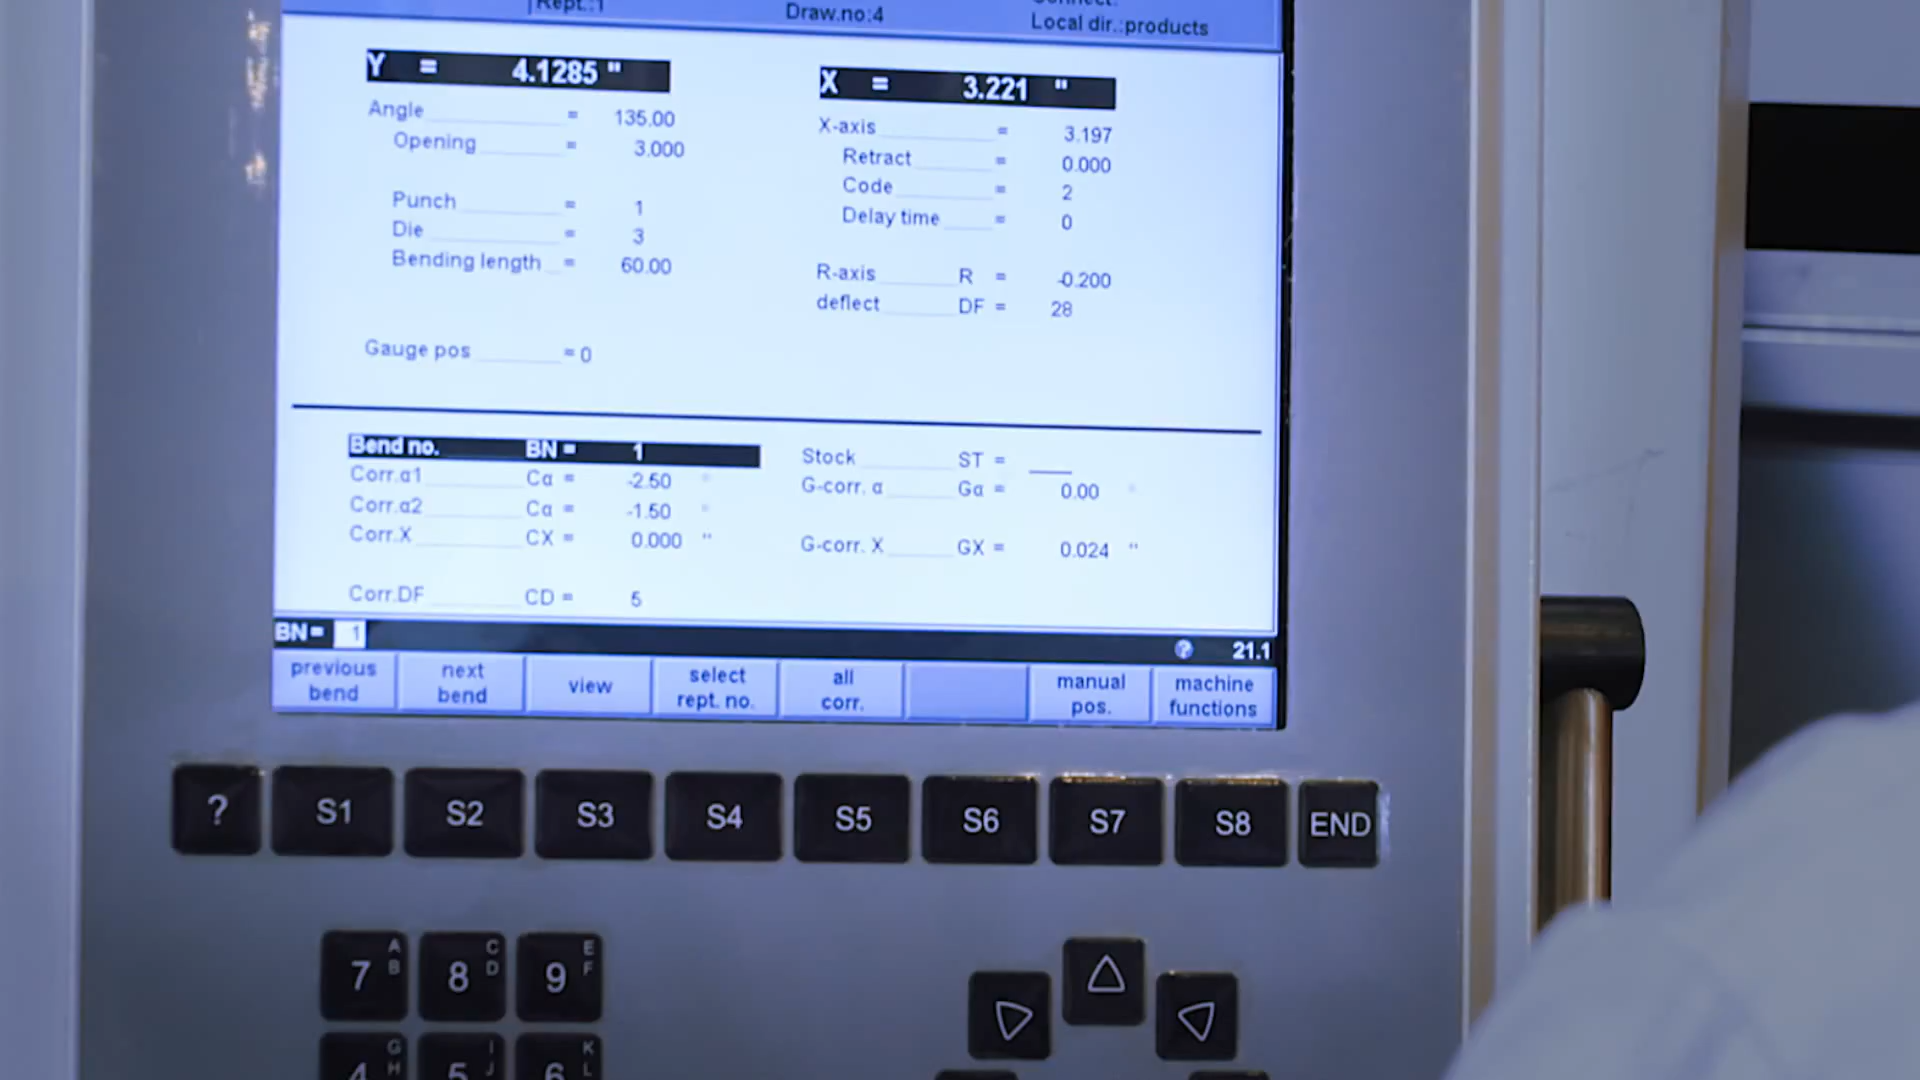 Rept.:1 Draw.no:4 Connect:
Local dir.:products
Y = 4.1285 " X = 3.221 "
Angle = 135.00 X-axis = 3.197
Opening = 3.000 Retract = 0.000
Code = 2
Punch = 1 Delay time = 0
Die = 3
Bending length = 60.00 R-axis R = -0.200
deflect DF = 28
Gauge pos = 0
Bend no. BN = 1 Stock ST =
Corr.α1 Cα = -2.50 ° G-corr. α Gα = 0.00 °
Corr.α2 Cα = -1.50 °
Corr.X CX = 0.000 " G-corr. X GX = 0.024 "
Corr.DF CD = 5
BN= 1 ? 21.1
previous bend next bend view select rept. no. all corr. manual pos. machine functions
? S1 S2 S3 S4 S5 S6 S7 S8 END
7 A B 8 C D 9 E F
4 G H 5 I J 6 K L